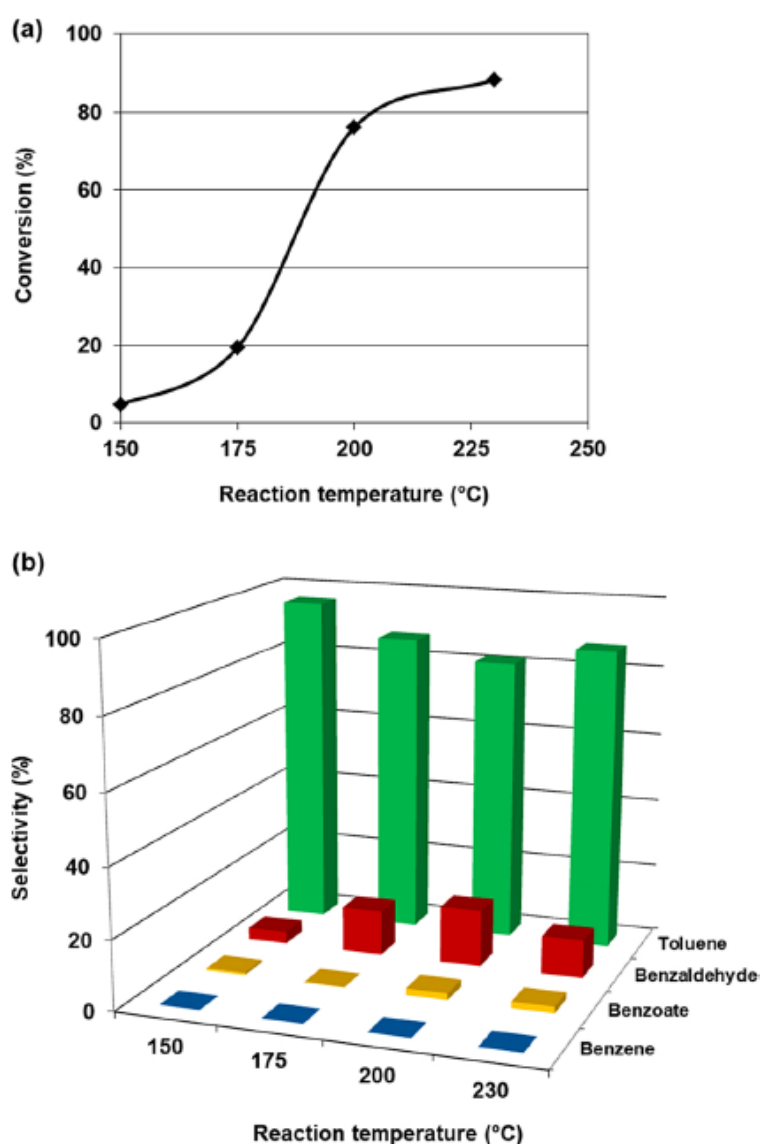 (a)
100
80
60
40
20
0
Conversion (%)
150 175 200 225 250
Reaction temperature (°C)
(b)
100
80
60
40
20
0
Selectivity (%)
Toluene
Benzaldehyde
Benzoate
Benzene
150 175 200 230
Reaction temperature (°C)